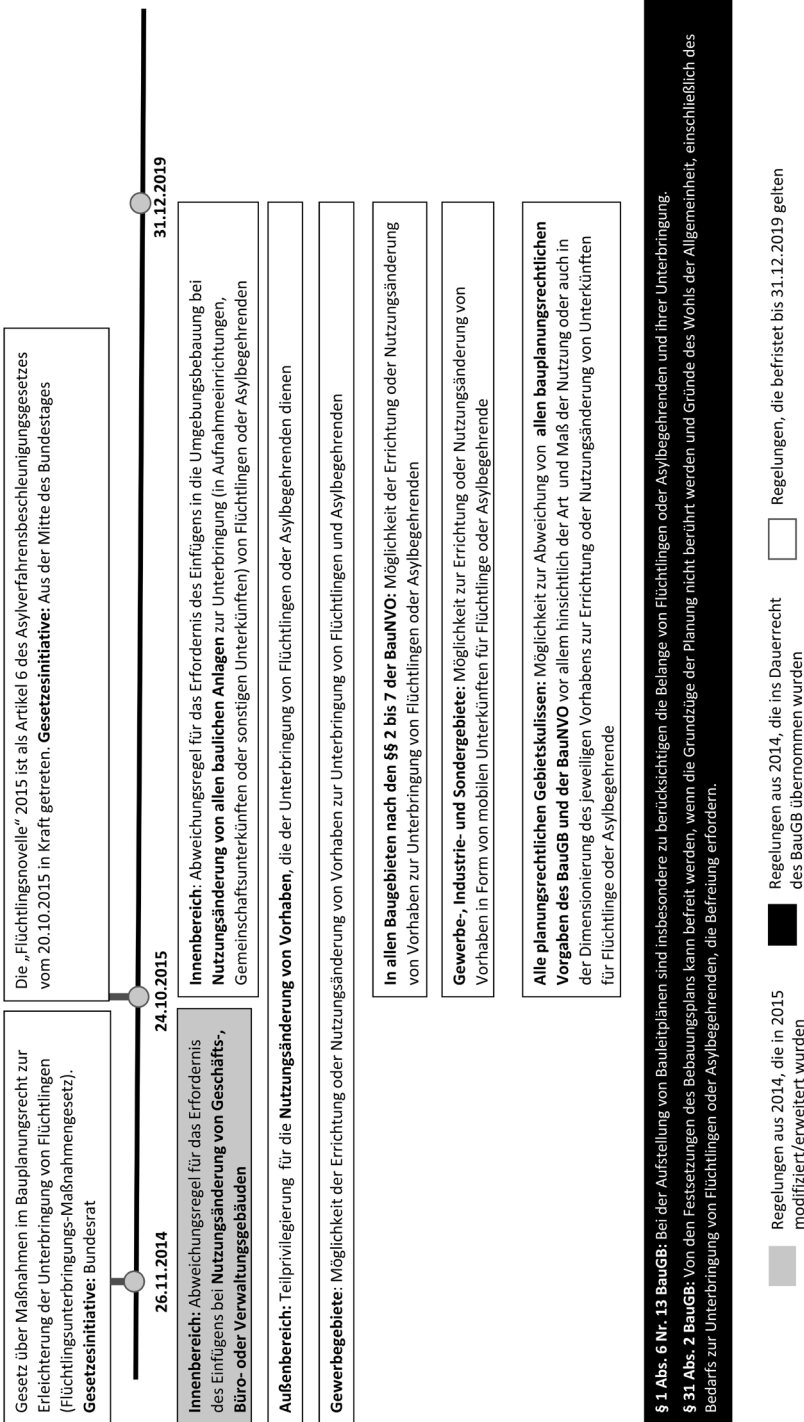 Gesetz über Maßnahmen im Bauplanungsrecht zur
Erleichterung der Unterbringung von Flüchtlingen
(Flüchtlingsunterbringungs-Maßnahmengesetz).
Gesetzesinitiative: Bundesrat
Die „Flüchtlingsnovelle“ 2015 ist als Artikel 6 des Asylverfahrensbeschleunigungsgesetzes
vom 20.10.2015 in Kraft getreten. Gesetzesinitiative: Aus der Mitte des Bundestages
26.11.2014
24.10.2015
31.12.2019
Innenbereich: Abweichungsregel für das Erfordernis
des Einfügens bei Nutzungsänderung von Geschäfts-,
Büro- oder Verwaltungsgebäuden
Innenbereich: Abweichungsregel für das Erfordernis des Einfügens in die Umgebungsbebauung bei
Nutzungsänderung von allen baulichen Anlagen zur Unterbringung (in Aufnahmeeinrichtungen,
Gemeinschaftsunterkünften oder sonstigen Unterkünften) von Flüchtlingen oder Asylbegehrenden
Außenbereich: Teilprivilegierung für die Nutzungsänderung von Vorhaben, die der Unterbringung von Flüchtlingen oder Asylbegehrenden dienen
Gewerbegebiete: Möglichkeit der Errichtung oder Nutzungsänderung von Vorhaben zur Unterbringung von Flüchtlingen und Asylbegehrenden
In allen Baugebieten nach den §§ 2 bis 7 der BauNVO: Möglichkeit der Errichtung oder Nutzungsänderung
von Vorhaben zur Unterbringung von Flüchtlingen oder Asylbegehrenden
Gewerbe-, Industrie- und Sondergebiete: Möglichkeit zur Errichtung oder Nutzungsänderung von
Vorhaben in Form von mobilen Unterkünften für Flüchtlinge oder Asylbegehrende
Alle planungsrechtlichen Gebietskulissen: Möglichkeit zur Abweichung von allen bauplanungsrechtlichen
Vorgaben des BauGB und der BauNVO vor allem hinsichtlich der Art und Maß der Nutzung oder auch in
der Dimensionierung des jeweiligen Vorhabens zur Errichtung oder Nutzungsänderung von Unterkünften
für Flüchtlinge oder Asylbegehrende
§ 1 Abs. 6 Nr. 13 BauGB: Bei der Aufstellung von Bauleitplänen sind insbesondere zu berücksichtigen die Belange von Flüchtlingen oder Asylbegehrenden und ihrer Unterbringung.
§ 31 Abs. 2 BauGB: Von den Festsetzungen des Bebauungsplans kann befreit werden, wenn die Grundzüge der Planung nicht berührt werden und Gründe des Wohls der Allgemeinheit, einschließlich des
Bedarfs zur Unterbringung von Flüchtlingen oder Asylbegehrenden, die Befreiung erfordern.
Regelungen aus 2014, die in 2015
modifiziert/erweitert wurden
Regelungen aus 2014, die ins Dauerrecht
des BauGB übernommen wurden
Regelungen, die befristet bis 31.12.2019 gelten